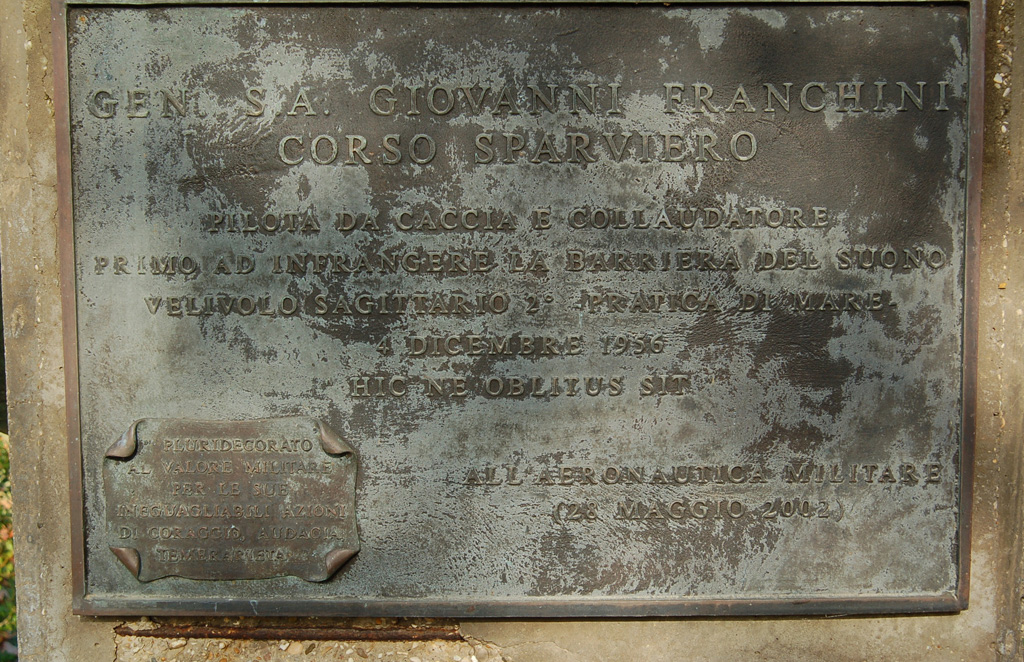 GEN. S.A. GIOVANNI FRANCHINI
CORSO SPARVIERO
PILOTA DA CACCIA E COLLAUDATORE
PRIMO AD INFRANGERE LA BARRIERA DEL SUONO
VELIVOLO SAGITTARIO 2° -PRATICA DI MARE-
4 DICEMBRE 1956
HIC NE OBLITUS SIT
PLURIDECORATO
AL VALORE MILITARE
PER LE SUE
INEGUAGLIABILI AZIONI
DI CORAGGIO, AUDACIA,
TEMERARIETÀ
ALL'AERONAUTICA MILITARE
(28 MAGGIO 2002)